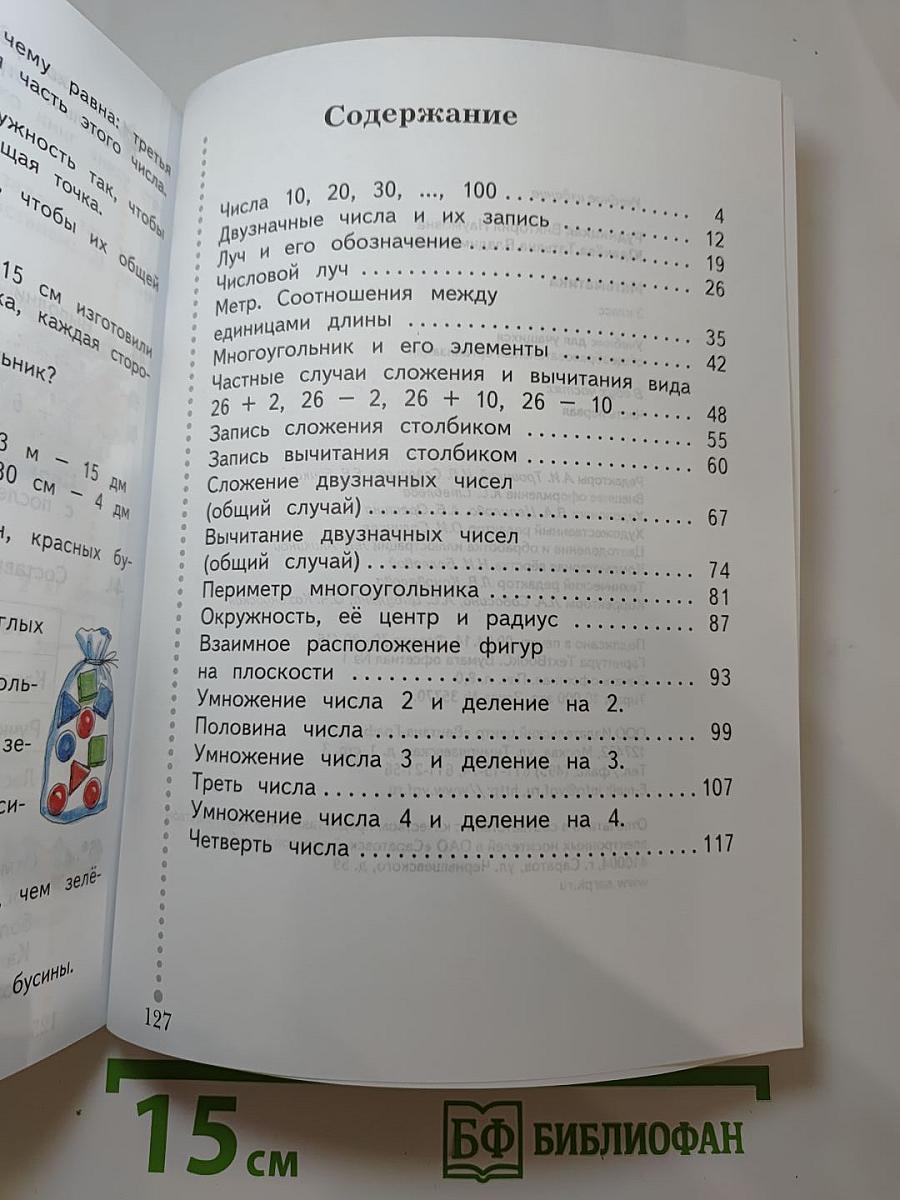 чему равна: третья
часть этого числа.
ужность так, чтобы
щая точка.
чтобы их общей
15 см изготовили
ка, каждая сторо-
льник?
3 м — 15 дм
30 см — 4 дм
н, красных бу-
глых
оль-
зе-
си-
чем зелё-
бусины.
Содержание
Числа 10, 20, 30, ..., 100 ................ 4
Двузначные числа и их запись ............ 12
Луч и его обозначение .................... 19
Числовой луч ............................. 26
Метр. Соотношения между
единицами длины ......................... 35
Многоугольник и его элементы ........... 42
Частные случаи сложения и вычитания вида
26 + 2, 26 − 2, 26 + 10, 26 − 10 ........ 48
Запись сложения столбиком .............. 55
Запись вычитания столбиком ............. 60
Сложение двузначных чисел
(общий случай) ........................... 67
Вычитание двузначных чисел
(общий случай) ........................... 74
Периметр многоугольника ................ 81
Окружность, её центр и радиус .......... 87
Взаимное расположение фигур
на плоскости ............................ 93
Умножение числа 2 и деление на 2.
Половина числа .......................... 99
Умножение числа 3 и деление на 3.
Треть числа ............................. 107
Умножение числа 4 и деление на 4.
Четверть числа .......................... 117
127
15 см
БФ БИБЛИОФАН